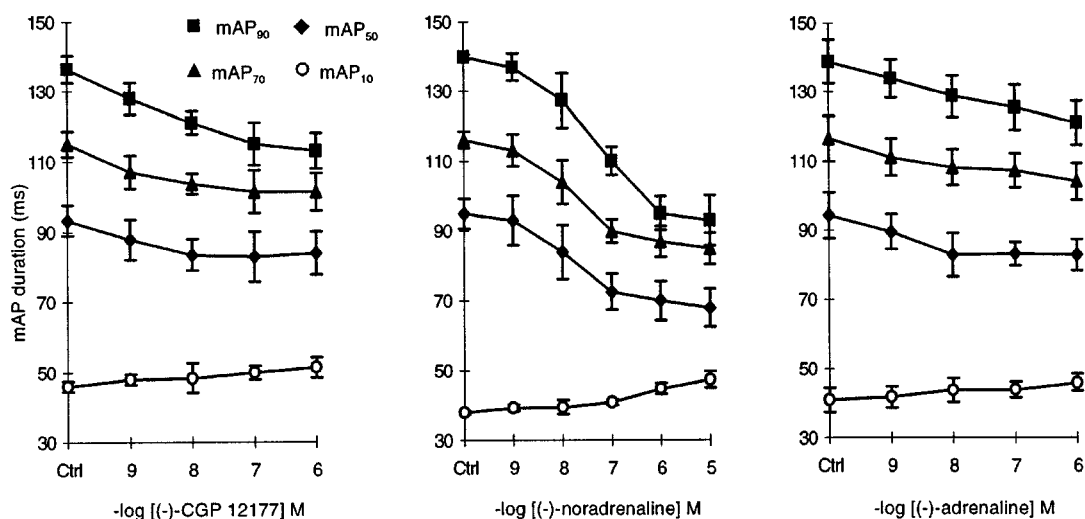 150
130
110
90
70
50
30
mAP duration (ms)
mAP90
mAP50
mAP70
mAP10
Ctrl 9 8 7 6
-log [(-)-CGP 12177] M
150
130
110
90
70
50
30
Ctrl 9 8 7 6 5
-log [(-)-noradrenaline] M
150
130
110
90
70
50
30
Ctrl 9 8 7 6
-log [(-)-adrenaline] M